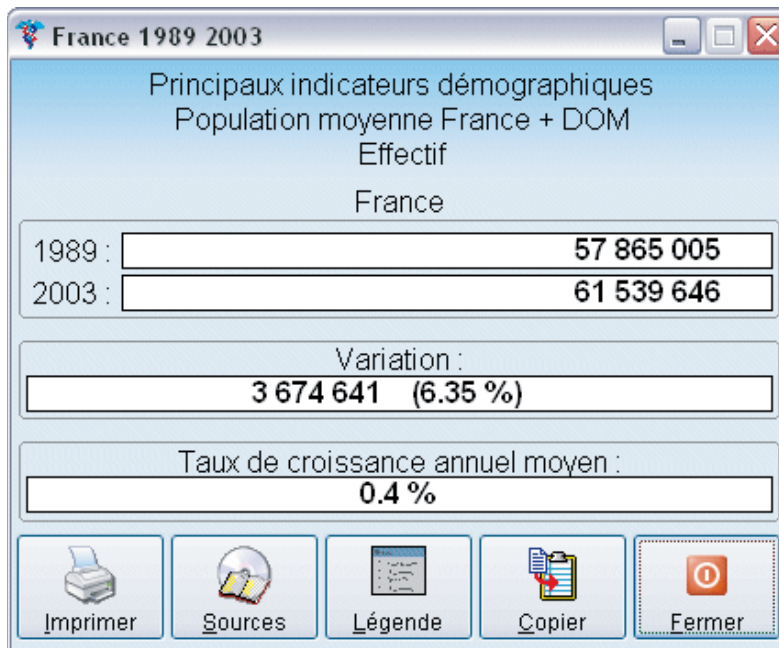 France 1989 2003
Principaux indicateurs démographiques
Population moyenne France + DOM
Effectif
France
1989 : 57 865 005
2003 : 61 539 646
Variation :
3 674 641 (6.35 %)
Taux de croissance annuel moyen :
0.4 %
Imprimer Sources Légende Copier Fermer